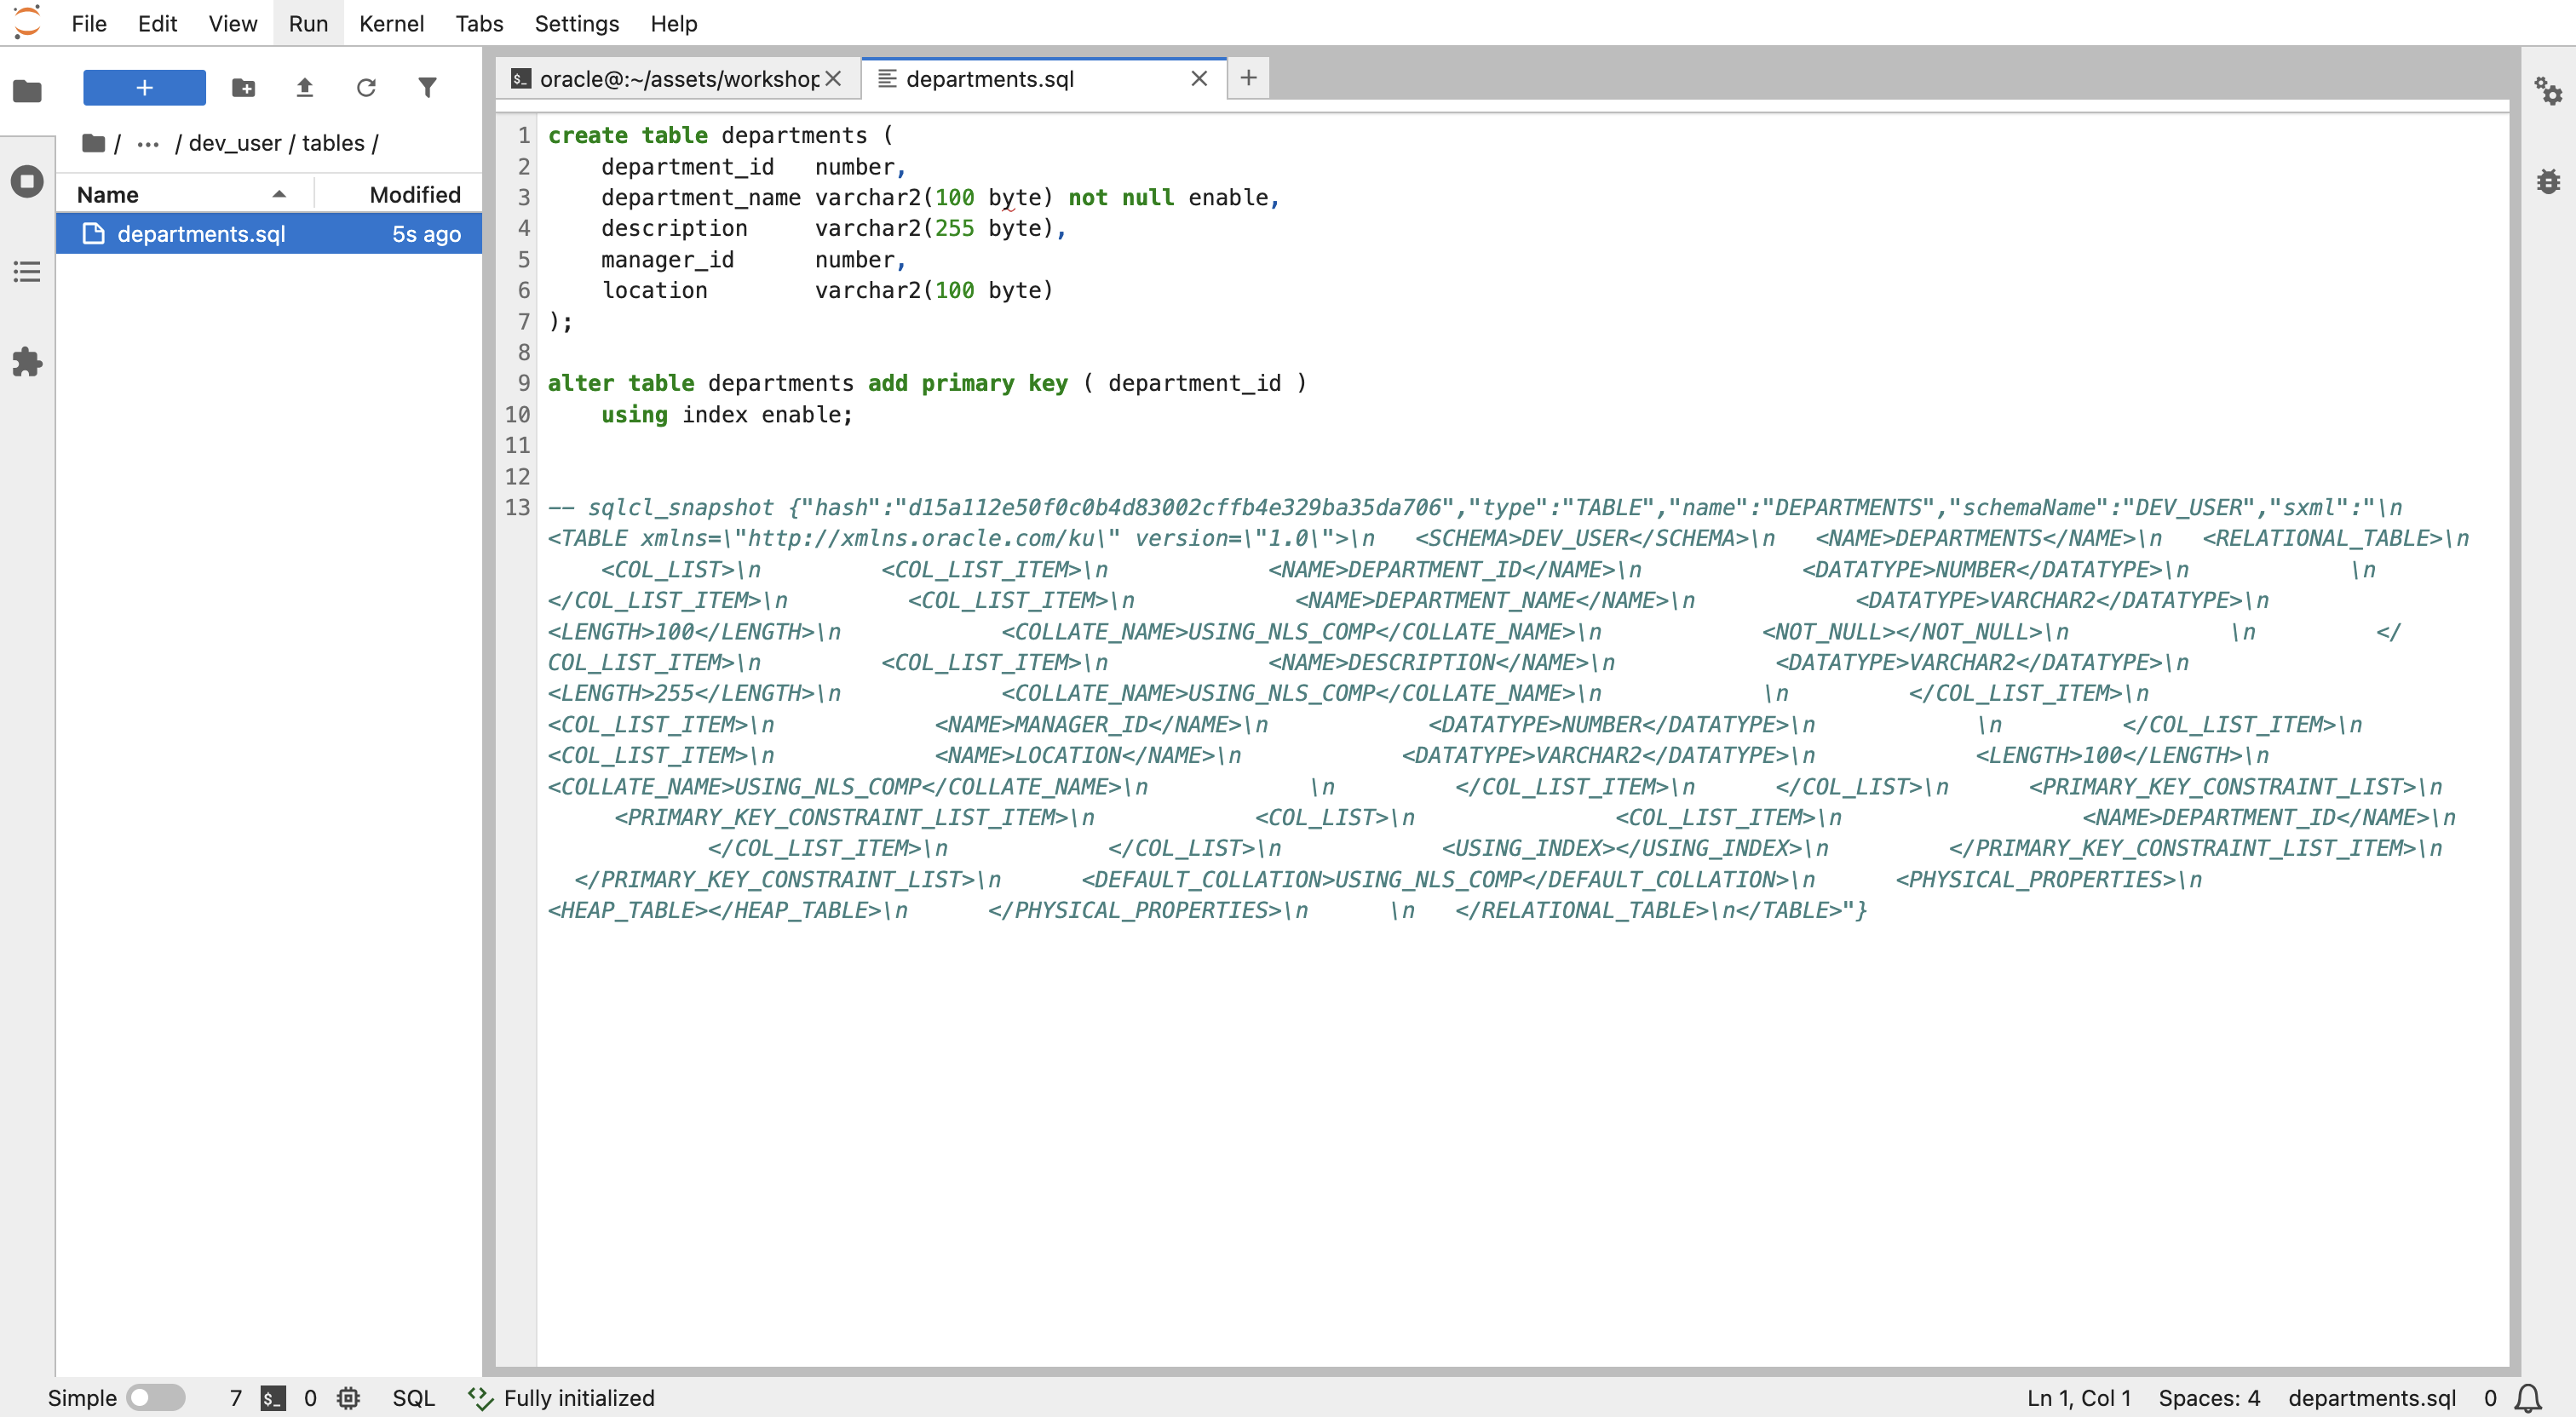 File Edit View Run Kernel Tabs Settings Help
+
/ ··· / dev_user / tables /
Name Modified
departments.sql 5s ago
$_ oracle@:~/assets/workshop
departments.sql
1 create table departments (
2     department_id   number,
3     department_name varchar2(100 byte) not null enable,
4     description     varchar2(255 byte),
5     manager_id      number,
6     location        varchar2(100 byte)
7 );
8
9 alter table departments add primary key ( department_id )
10     using index enable;
11
12
13 -- sqlcl_snapshot {"hash":"d15a112e50f0c0b4d83002cffb4e329ba35da706","type":"TABLE","name":"DEPARTMENTS","schemaName":"DEV_USER","sxml":"\n
<TABLE xmlns=\"http://xmlns.oracle.com/ku\" version=\"1.0\">\n   <SCHEMA>DEV_USER</SCHEMA>\n   <NAME>DEPARTMENTS</NAME>\n   <RELATIONAL_TABLE>\n
    <COL_LIST>\n         <COL_LIST_ITEM>\n            <NAME>DEPARTMENT_ID</NAME>\n            <DATATYPE>NUMBER</DATATYPE>\n            \n
</COL_LIST_ITEM>\n         <COL_LIST_ITEM>\n            <NAME>DEPARTMENT_NAME</NAME>\n            <DATATYPE>VARCHAR2</DATATYPE>\n
<LENGTH>100</LENGTH>\n            <COLLATE_NAME>USING_NLS_COMP</COLLATE_NAME>\n            <NOT_NULL></NOT_NULL>\n            \n         </
COL_LIST_ITEM>\n         <COL_LIST_ITEM>\n            <NAME>DESCRIPTION</NAME>\n            <DATATYPE>VARCHAR2</DATATYPE>\n
<LENGTH>255</LENGTH>\n            <COLLATE_NAME>USING_NLS_COMP</COLLATE_NAME>\n            \n         </COL_LIST_ITEM>\n
<COL_LIST_ITEM>\n            <NAME>MANAGER_ID</NAME>\n            <DATATYPE>NUMBER</DATATYPE>\n            \n         </COL_LIST_ITEM>\n
<COL_LIST_ITEM>\n            <NAME>LOCATION</NAME>\n            <DATATYPE>VARCHAR2</DATATYPE>\n            <LENGTH>100</LENGTH>\n
<COLLATE_NAME>USING_NLS_COMP</COLLATE_NAME>\n            \n         </COL_LIST_ITEM>\n      </COL_LIST>\n      <PRIMARY_KEY_CONSTRAINT_LIST>\n
     <PRIMARY_KEY_CONSTRAINT_LIST_ITEM>\n            <COL_LIST>\n               <COL_LIST_ITEM>\n                  <NAME>DEPARTMENT_ID</NAME>\n
            </COL_LIST_ITEM>\n            </COL_LIST>\n            <USING_INDEX></USING_INDEX>\n         </PRIMARY_KEY_CONSTRAINT_LIST_ITEM>\n
  </PRIMARY_KEY_CONSTRAINT_LIST>\n      <DEFAULT_COLLATION>USING_NLS_COMP</DEFAULT_COLLATION>\n      <PHYSICAL_PROPERTIES>\n
<HEAP_TABLE></HEAP_TABLE>\n      </PHYSICAL_PROPERTIES>\n      \n   </RELATIONAL_TABLE>\n</TABLE>"}
Simple 7 $_ 0 SQL Fully initialized Ln 1, Col 1 Spaces: 4 departments.sql 0